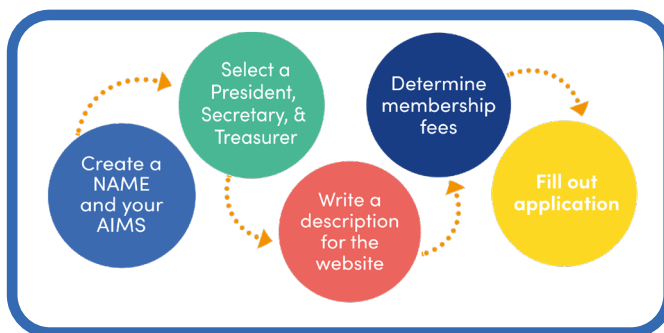 Create a
NAME
and your
AIMS
Select a
President,
Secretary, &
Treasurer
Write a
description
for the
website
Determine
membership
fees
Fill out
application